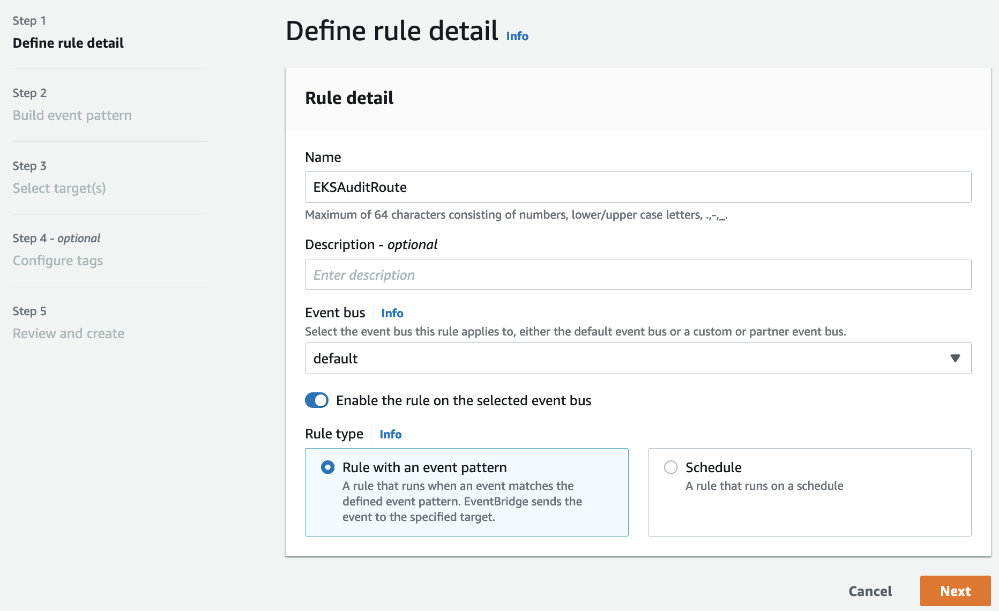 Step 1
Define rule detail
Step 2
Build event pattern
Step 3
Select target(s)
Step 4 - optional
Configure tags
Step 5
Review and create
Define rule detail Info
Rule detail
Name
EKSAuditRoute
Maximum of 64 characters consisting of numbers, lower/upper case letters, .,-,_.
Description - optional
Enter description
Event bus Info
Select the event bus this rule applies to, either the default event bus or a custom or partner event bus.
default
Enable the rule on the selected event bus
Rule type Info
Rule with an event pattern
A rule that runs when an event matches the
defined event pattern. EventBridge sends the
event to the specified target.
Schedule
A rule that runs on a schedule
Cancel
Next